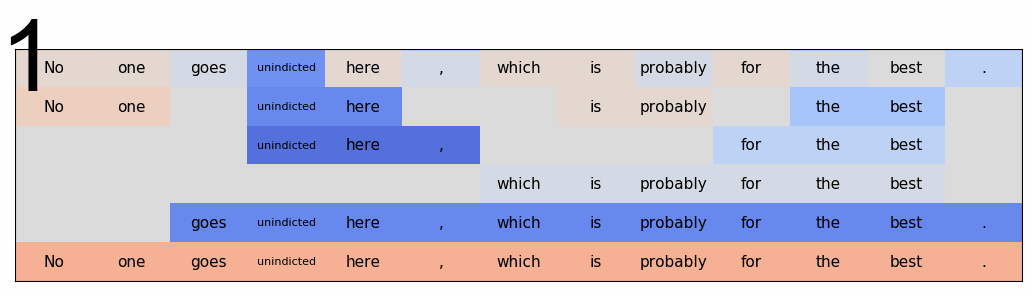 1
No one goes unindicted here , which is probably for the best .
No one unindicted here is probably the best
unindicted here , for the best
which is probably for the best
goes unindicted here , which is probably for the best .
No one goes unindicted here , which is probably for the best .